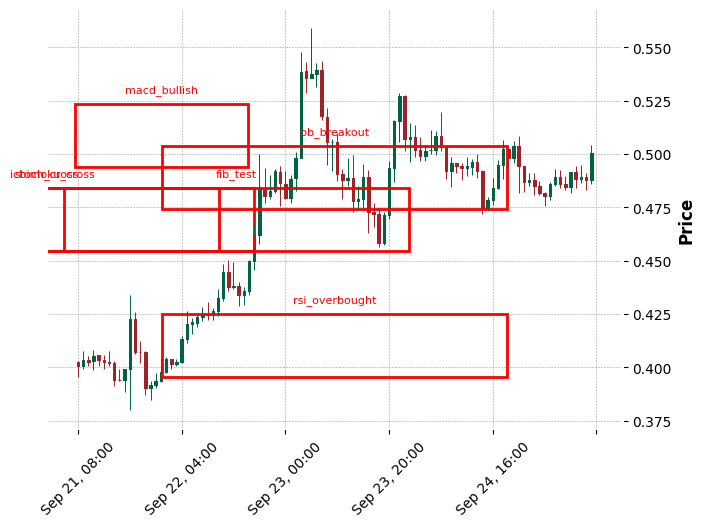 0.550
0.525
macd_bullish
bb_breakout
0.500
fib_test
0.475
Price
0.450
rsi_overbought
0.425
0.400
0.375
Sep 21, 08:00
Sep 22, 04:00
Sep 23, 00:00
Sep 23, 20:00
Sep 24, 16:00